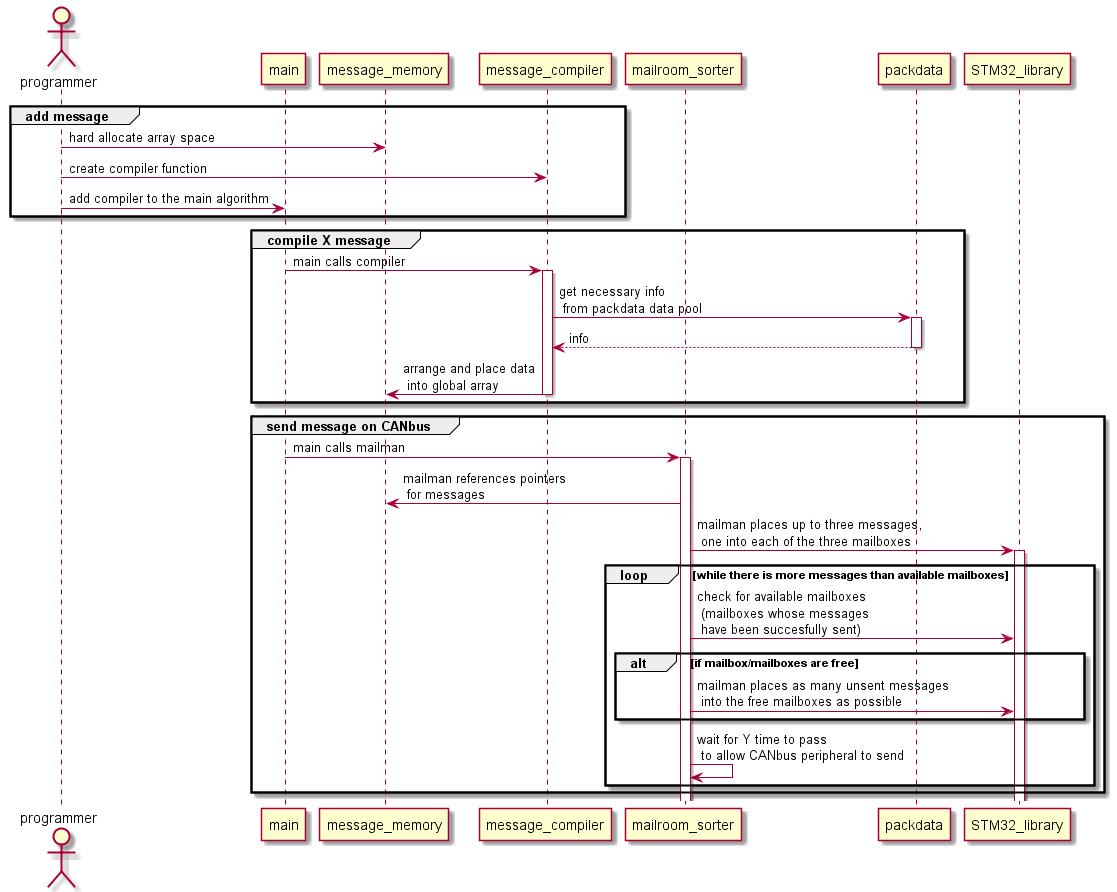 programmer
main
message_memory
message_compiler
mailroom_sorter
packdata
STM32_library
add message
hard allocate array space
create compiler function
add compiler to the main algorithm
compile X message
main calls compiler
get necessary info
from packdata data pool
info
arrange and place data
into global array
send message on CANbus
main calls mailman
mailman references pointers
for messages
mailman places up to three messages,
one into each of the three mailboxes
loop
[while there is more messages than available mailboxes]
check for available mailboxes
(mailboxes whose messages
have been succesfully sent)
alt
[if mailbox/mailboxes are free]
mailman places as many unsent messages
into the free mailboxes as possible
wait for Y time to pass
to allow CANbus peripheral to send
programmer
main
message_memory
message_compiler
mailroom_sorter
packdata
STM32_library